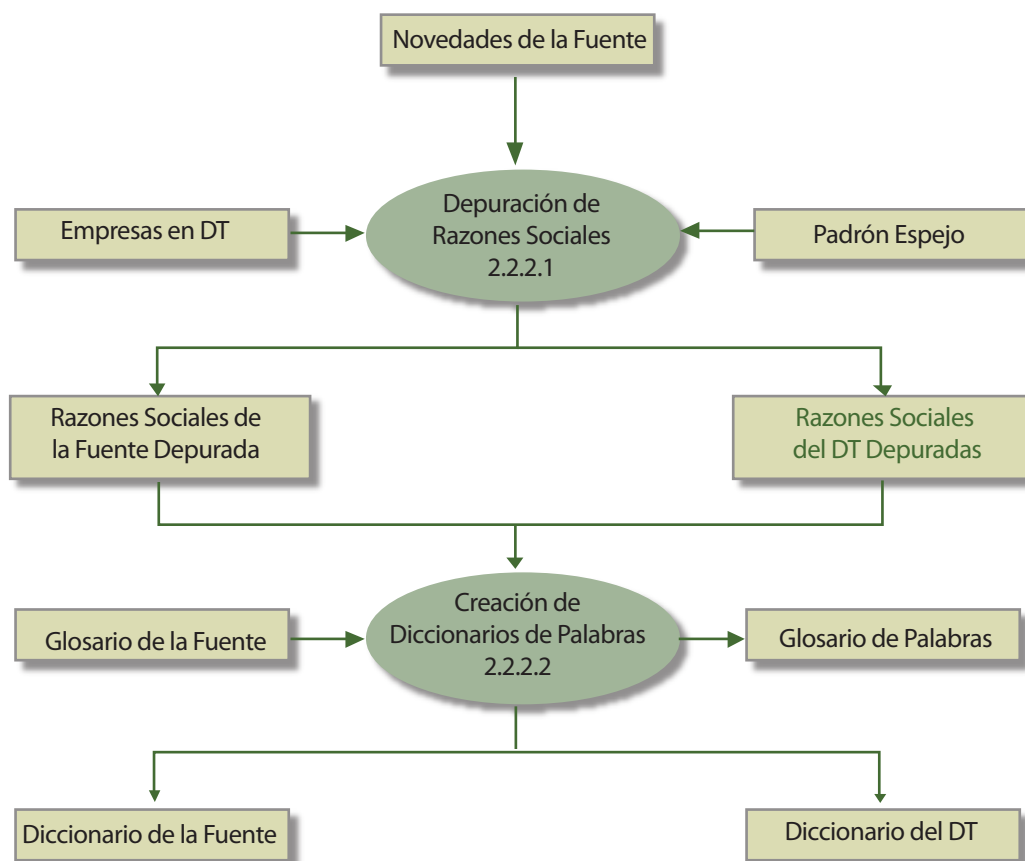 Novedades de la Fuente
Depuración de
Razones Sociales
2.2.2.1
Empresas en DT
Padrón Espejo
Razones Sociales de
la Fuente Depurada
Razones Sociales
del DT Depuradas
Creación de
Diccionarios de Palabras
2.2.2.2
Glosario de la Fuente
Glosario de Palabras
Diccionario de la Fuente
Diccionario del DT